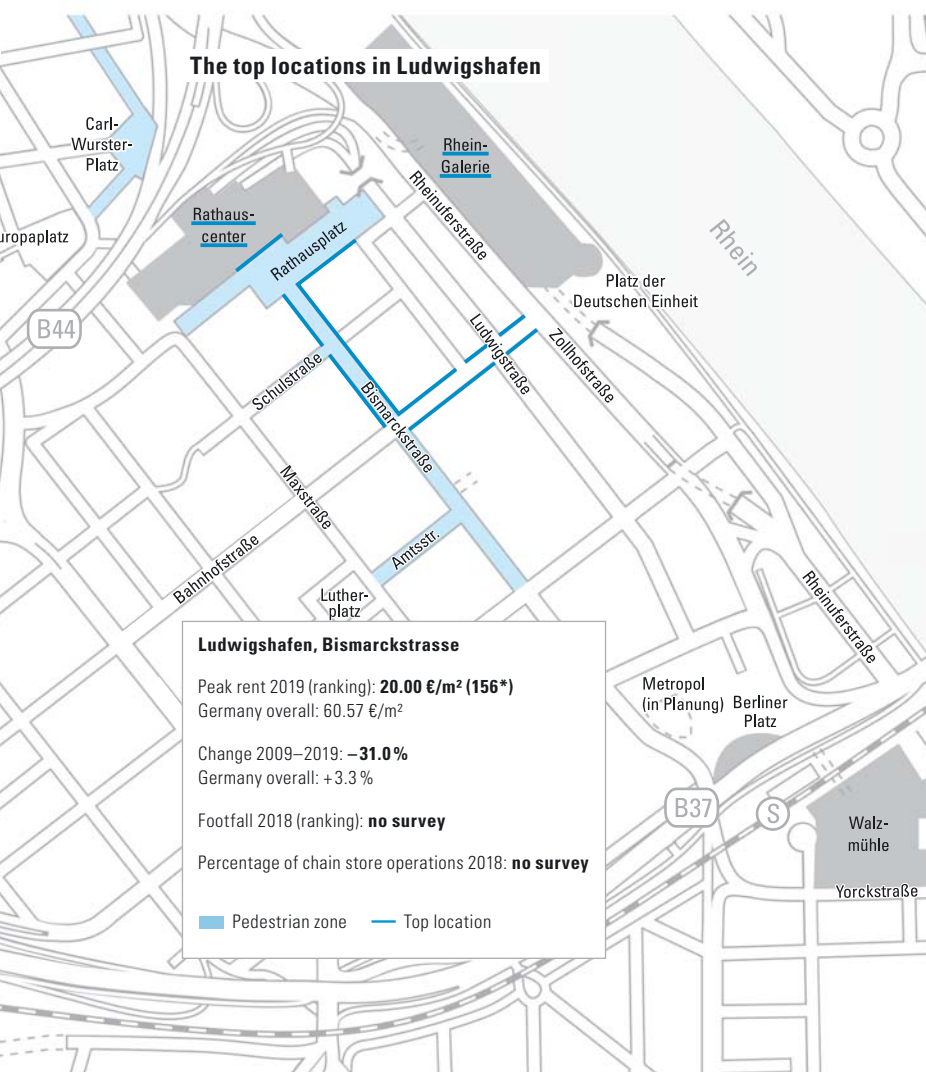 The top locations in Ludwigshafen
Carl-
Wurster-
Platz
Rhein-
Galerie
Rheinuferstraße
Rathaus-
center
Rathausplatz
uropaplatz
Rhein
Platz der
Deutschen Einheit
B44
Ludwigstraße
Zollhofstraße
Schulstraße
Bismarckstraße
Maxstraße
Amtsstr.
Bahnhofstraße
Luther-
platz
Rheinuferstraße
Ludwigshafen, Bismarckstrasse
Peak rent 2019 (ranking): 20.00 €/m² (156*)
Germany overall: 60.57 €/m²
Change 2009–2019: –31.0%
Germany overall: +3.3%
Footfall 2018 (ranking): no survey
Percentage of chain store operations 2018: no survey
Pedestrian zone
Top location
Metropol
(in Planung)
Berliner
Platz
B37
S
Walz-
mühle
Yorckstraße